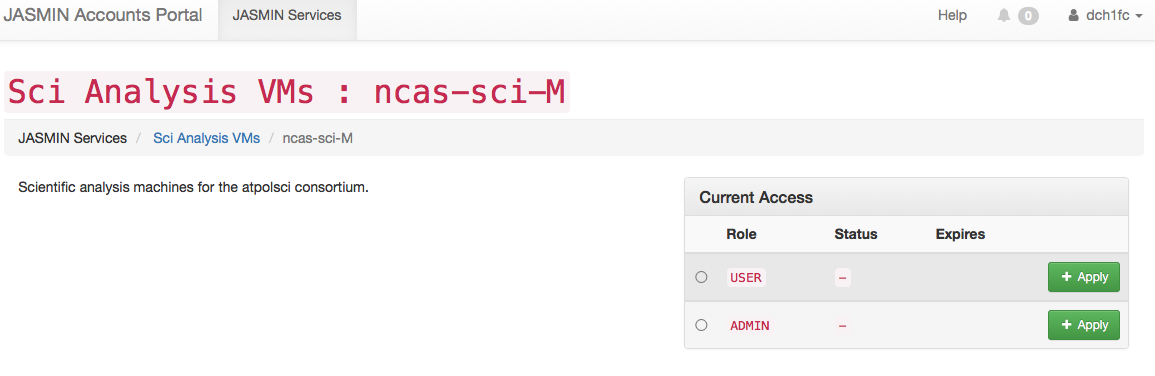 JASMIN Accounts Portal JASMIN Services Help 0 dch1fc
Sci Analysis VMs : ncas-sci-M
JASMIN Services / Sci Analysis VMs / ncas-sci-M
Scientific analysis machines for the atpolsci consortium.
Current Access
Role Status Expires
USER – + Apply
ADMIN – + Apply